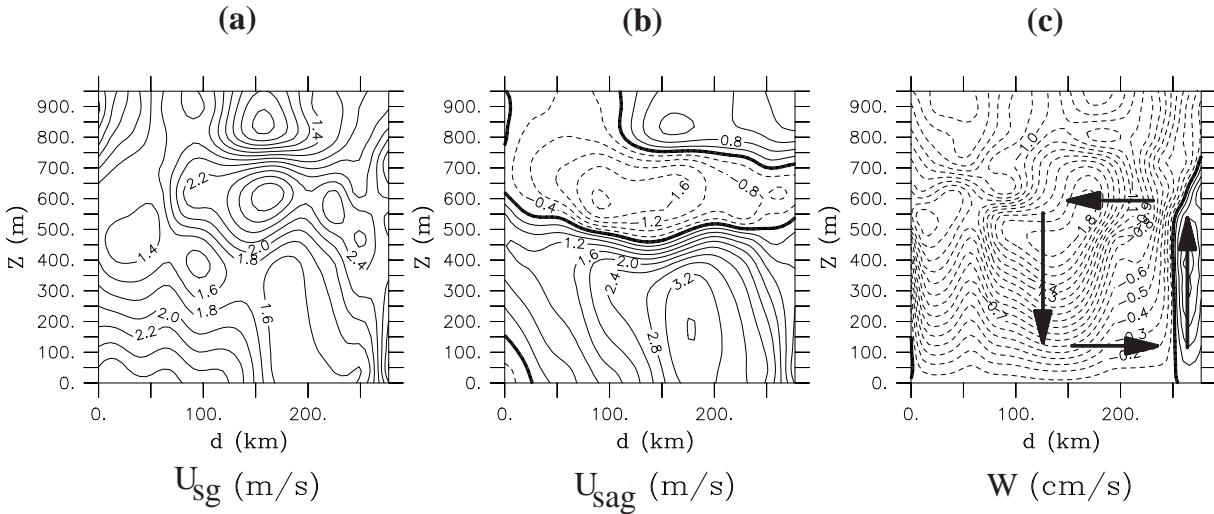 (a) (b) (c)
900. 800. 700. 600. 500. 400. 300. 200. 100. 0.
Z (m)
1.4 2.2 1.4 2.0 1.8 2.4 1.6 1.8 1.6 2.0 2.2
0. 100. 200.
d (km)
U_sg (m/s)
900. 800. 700. 600. 500. 400. 300. 200. 100. 0.
Z (m)
0.8 1.6 0.8 0.4 1.2 1.2 1.6 2.0 2.4 3.2 2.8
0. 100. 200.
d (km)
U_sag (m/s)
900. 800. 700. 600. 500. 400. 300. 200. 100. 0.
Z (m)
-1.0 -1.8 -0.8 -0.6 -0.5 -0.4 -0.3 -0.2 -0.7
0. 100. 200.
d (km)
W (cm/s)